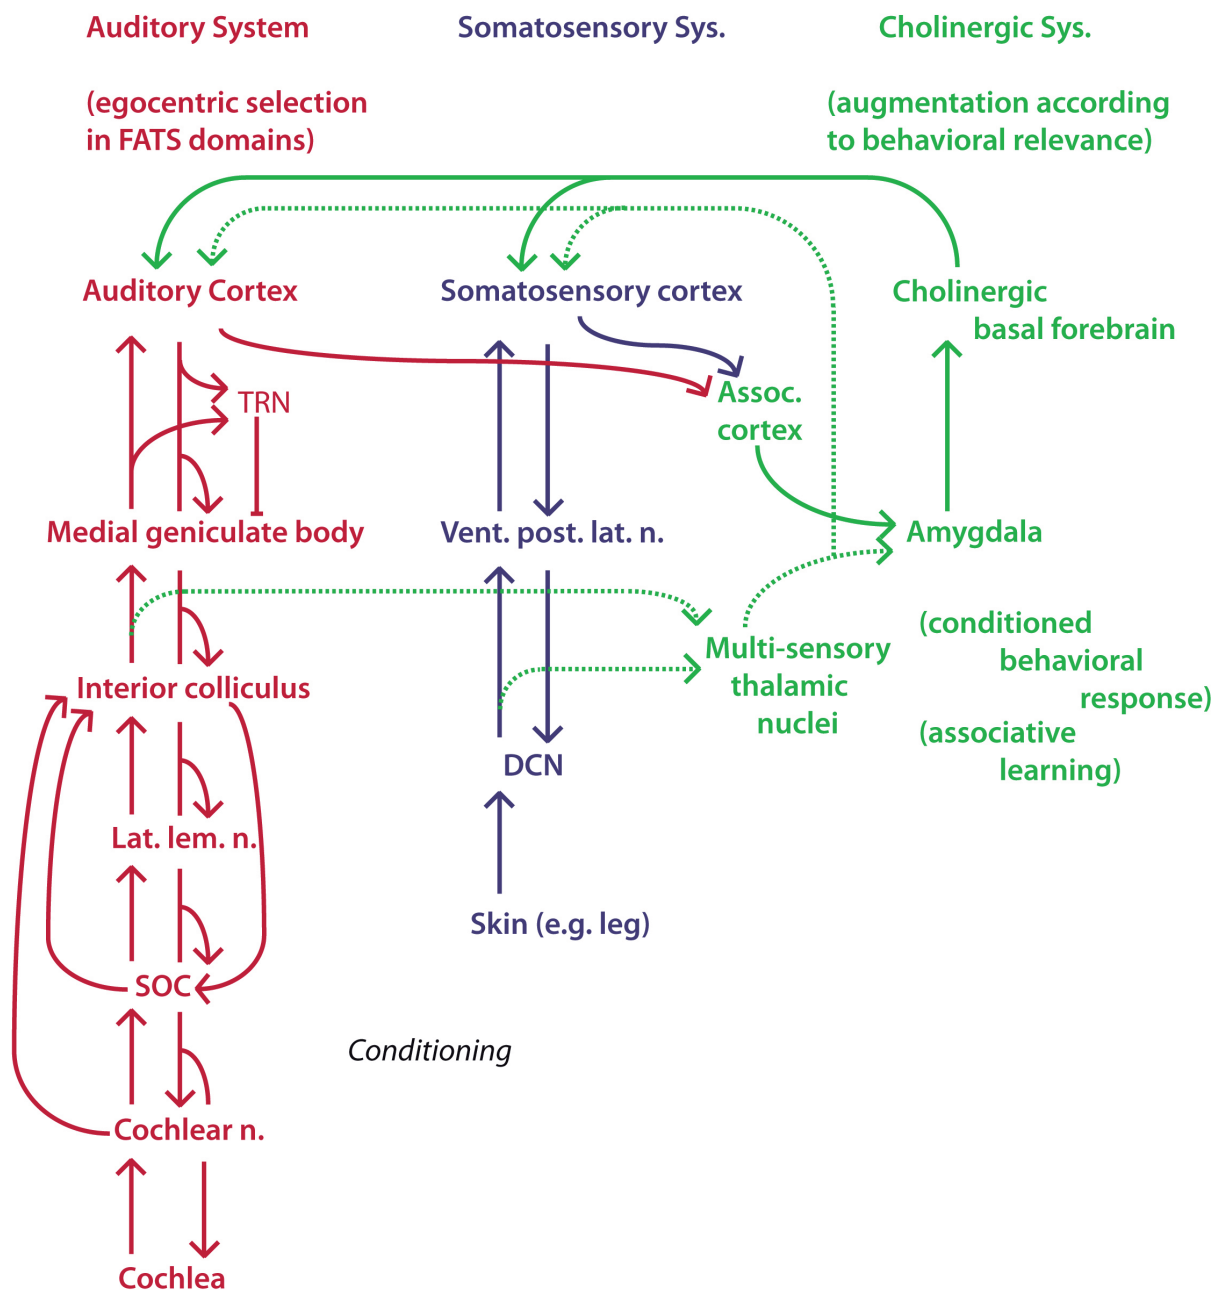 Auditory System
Somatosensory Sys.
Cholinergic Sys.
(egocentric selection
in FATS domains)
(augmentation according
to behavioral relevance)
Auditory Cortex
Somatosensory cortex
Cholinergic
basal forebrain
TRN
Assoc.
cortex
Medial geniculate body
Vent. post. lat. n.
Amygdala
(conditioned
behavioral
response)
(associative
learning)
Multi-sensory
thalamic
nuclei
Interior colliculus
DCN
Lat. lem. n.
Skin (e.g. leg)
SOC
Conditioning
Cochlear n.
Cochlea